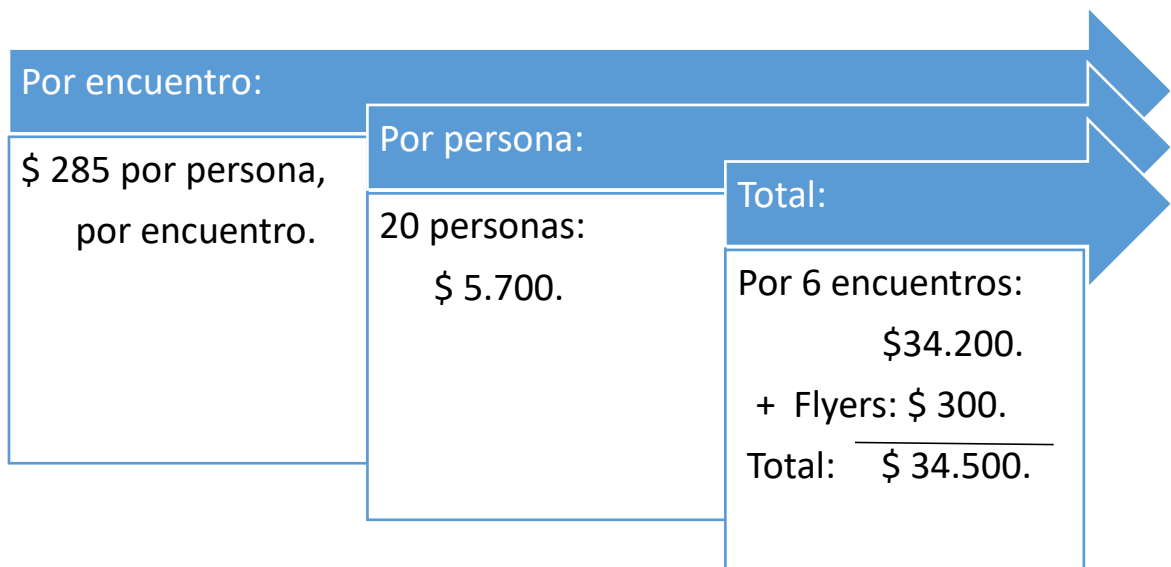 Por encuentro:
$ 285 por persona,
por encuentro.
Por persona:
20 personas:
$ 5.700.
Total:
Por 6 encuentros:
$34.200.
+ Flyers: $ 300.
Total: $ 34.500.